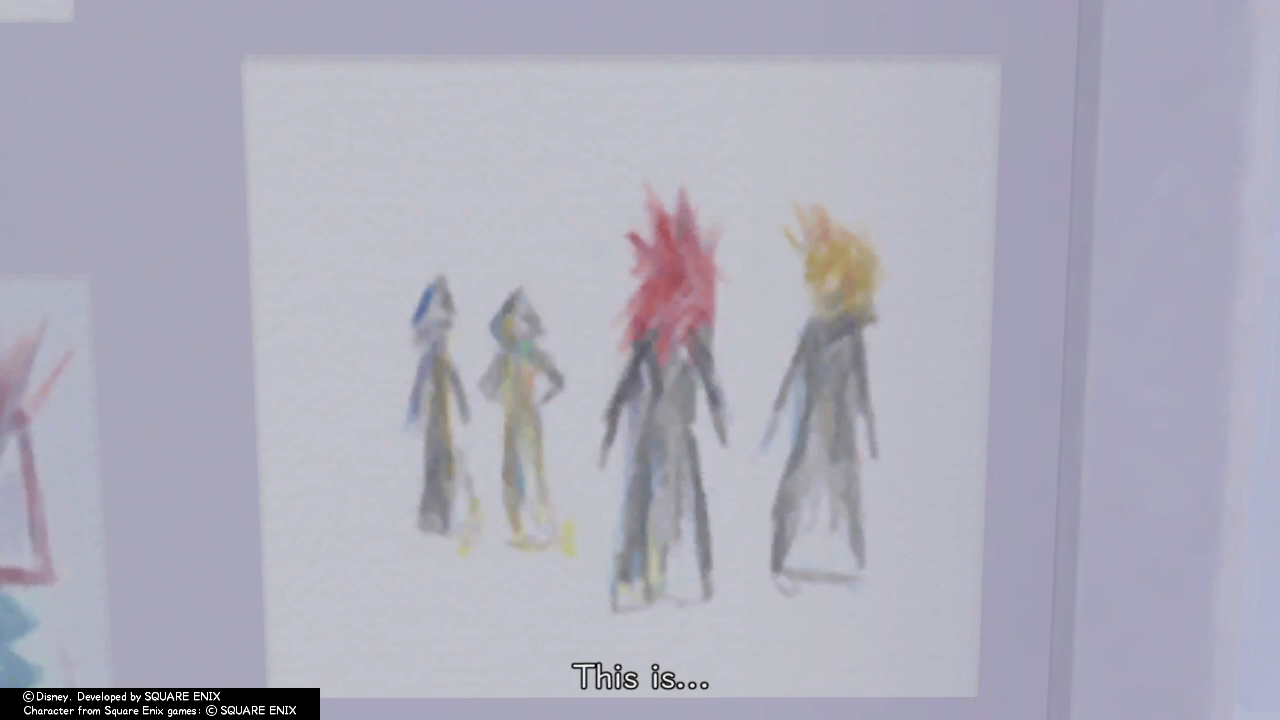 This is...
©Disney. Developed by SQUARE ENIX
Character from Square Enix games: © SQUARE ENIX